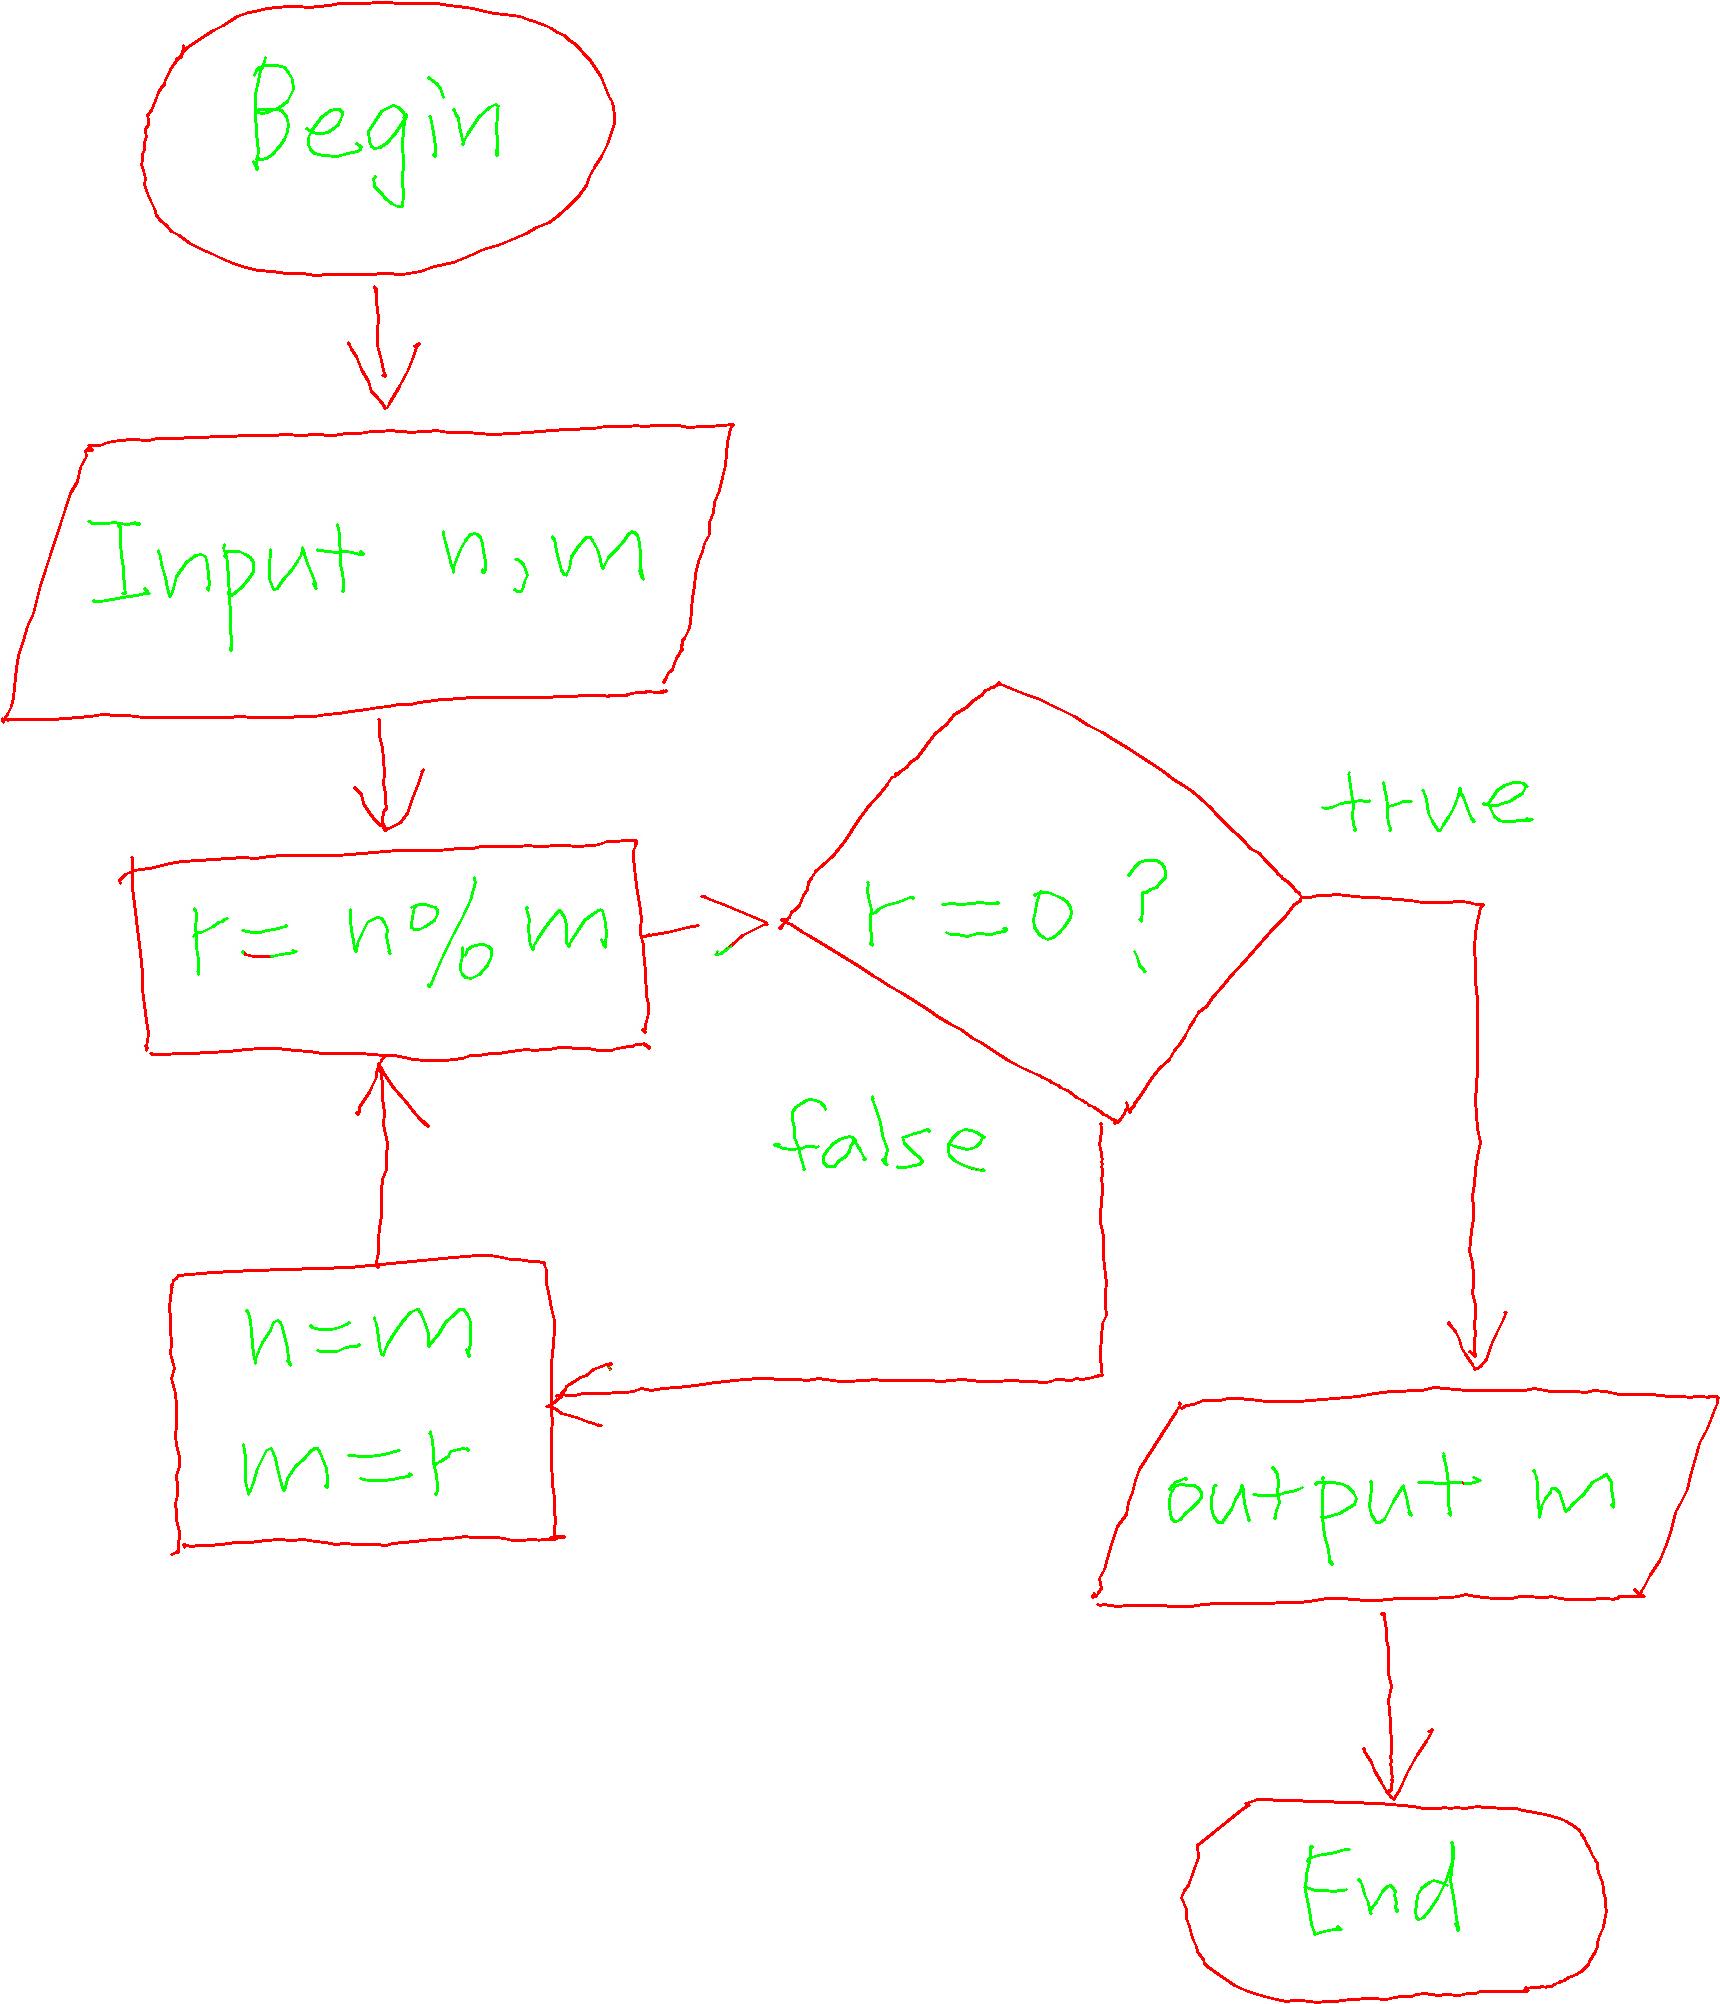 Begin
Input n,m
r=n%m
r=0?
true
false
n=m
m=r
output m
End